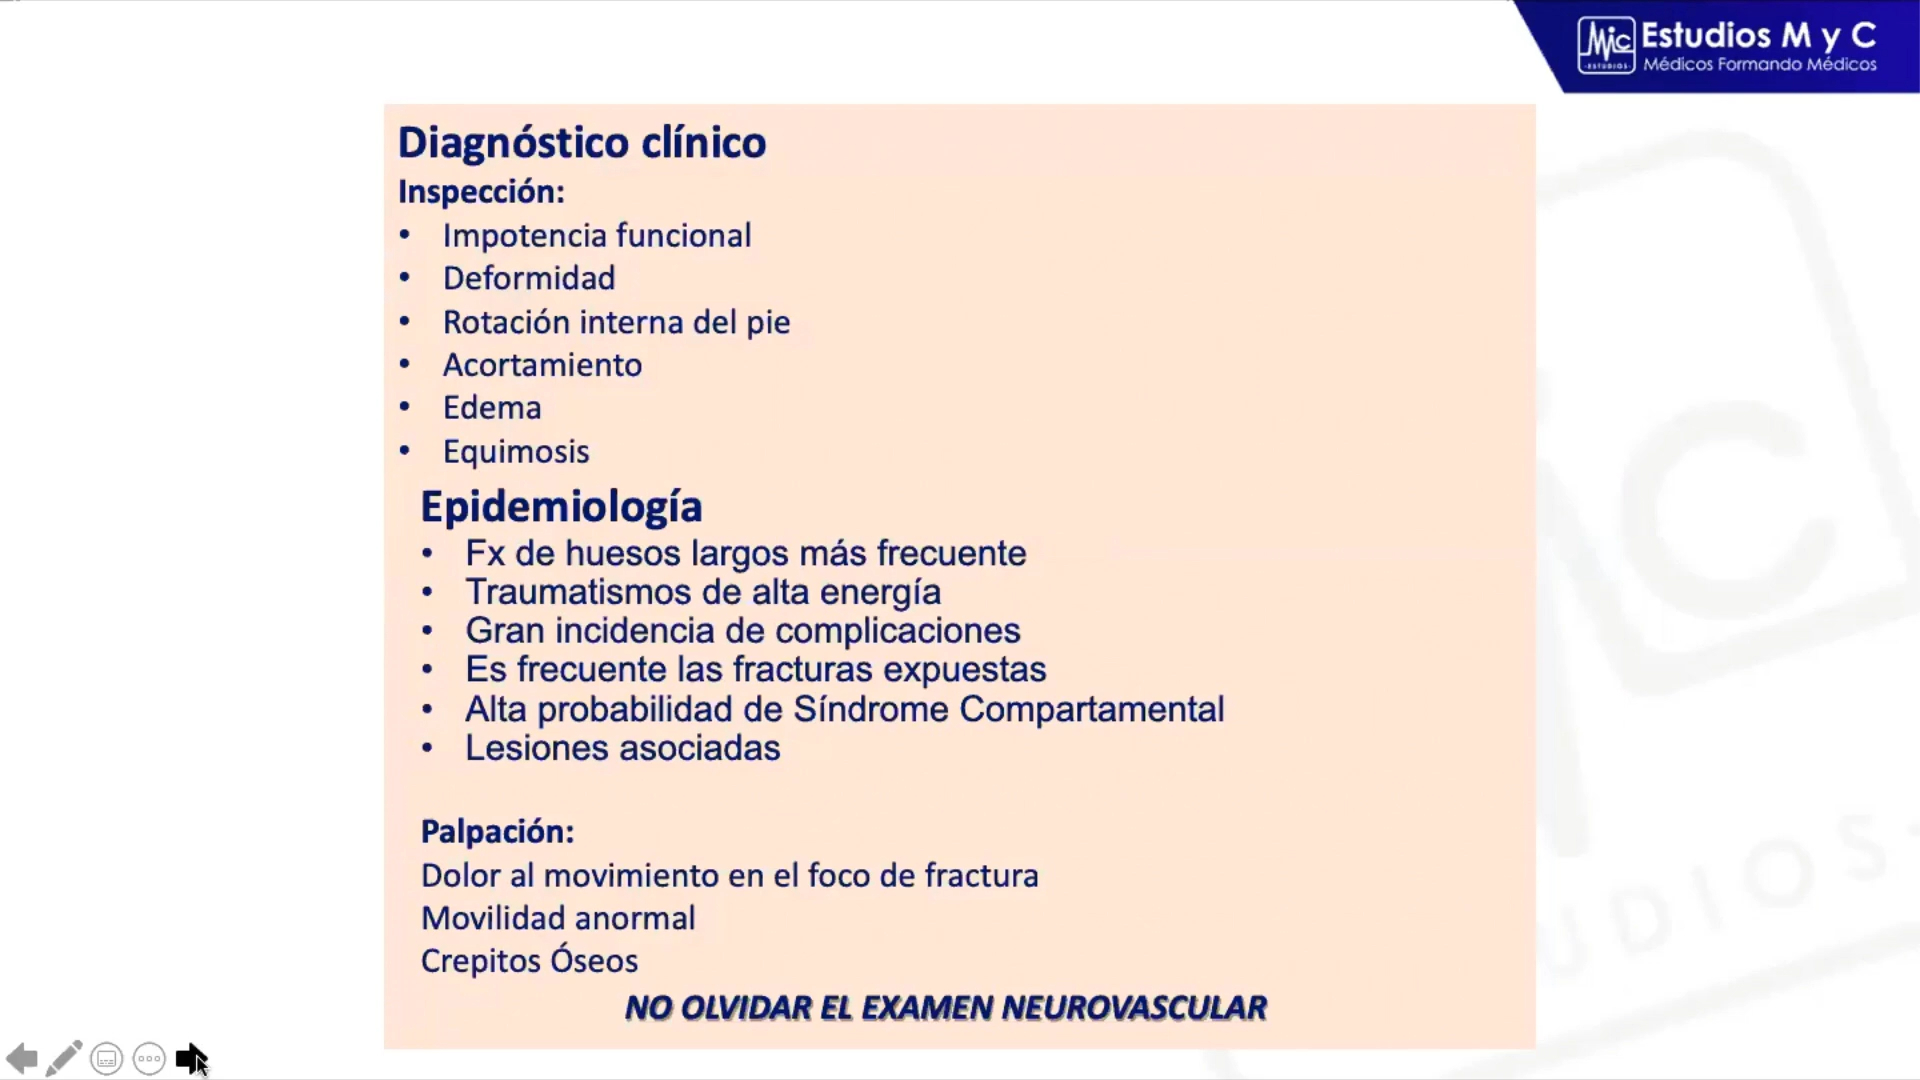 Estudios M y C
Médicos Formando Médicos
Mic
-ESTUDIOS-
Diagnóstico clínico
Inspección:
• Impotencia funcional
• Deformidad
• Rotación interna del pie
• Acortamiento
• Edema
• Equimosis
Epidemiología
• Fx de huesos largos más frecuente
• Traumatismos de alta energía
• Gran incidencia de complicaciones
• Es frecuente las fracturas expuestas
• Alta probabilidad de Síndrome Compartamental
• Lesiones asociadas
Palpación:
Dolor al movimiento en el foco de fractura
Movilidad anormal
Crepitos Óseos
NO OLVIDAR EL EXAMEN NEUROVASCULAR